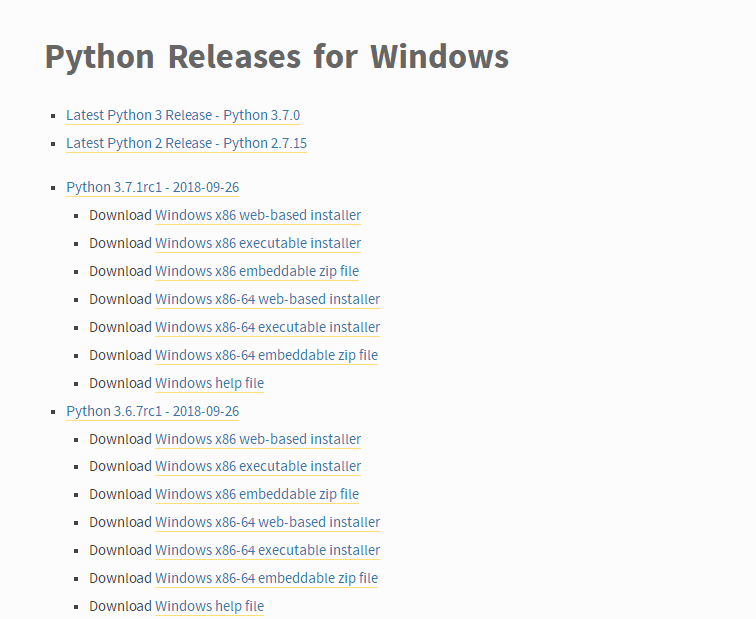 Python Releases for Windows
Latest Python 3 Release - Python 3.7.0
Latest Python 2 Release - Python 2.7.15
Python 3.7.1rc1 - 2018-09-26
Download Windows x86 web-based installer
Download Windows x86 executable installer
Download Windows x86 embeddable zip file
Download Windows x86-64 web-based installer
Download Windows x86-64 executable installer
Download Windows x86-64 embeddable zip file
Download Windows help file
Python 3.6.7rc1 - 2018-09-26
Download Windows x86 web-based installer
Download Windows x86 executable installer
Download Windows x86 embeddable zip file
Download Windows x86-64 web-based installer
Download Windows x86-64 executable installer
Download Windows x86-64 embeddable zip file
Download Windows help file